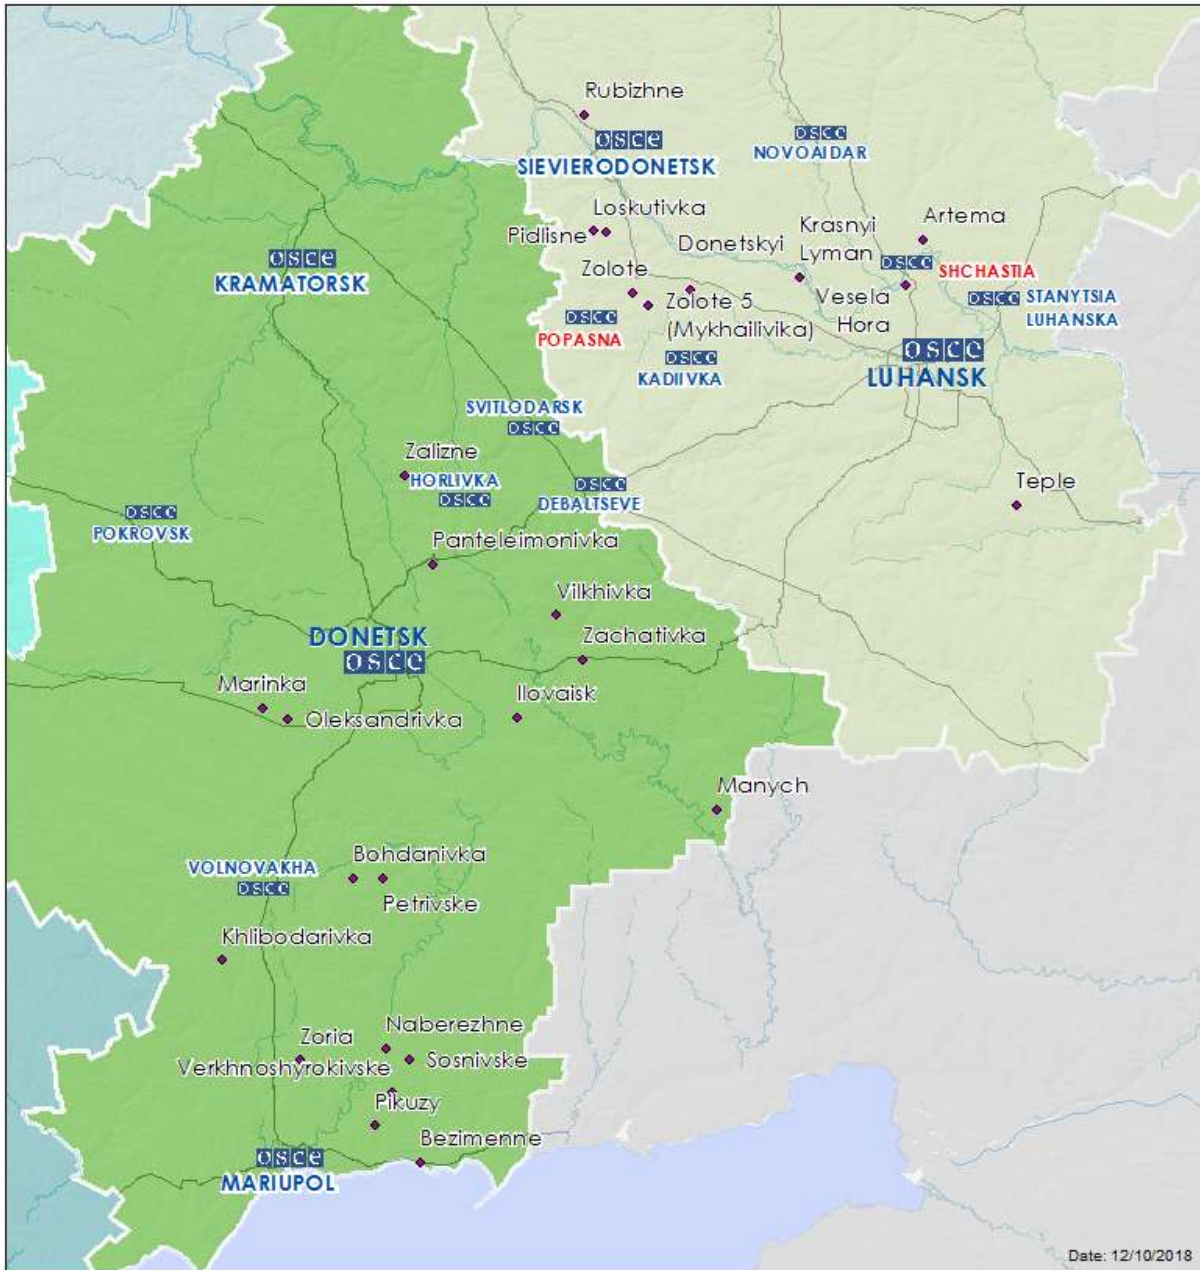 Rubizhne
osce
SIEVIERODONETSK
osce
NOVOAIDAR
Loskutivka
Pidlisne
Donetskyi
Krasnyi
Lyman
Artema
osce
SHCHASTIA
osce
KRAMATORSK
Zolote
Zolote 5
(Mykhailivika)
Vesela
Hora
osce
STANYTSIA
LUHANSKA
osce
POPASNA
osce
KADIIVKA
osce
LUHANSK
SVITLODARSK
osce
Zalizne
HORLIVKA
osce
osce
DEBALTSEVE
Teple
osce
POKROVSK
Panteleimonivka
Vilkhivka
DONETSK
osce
Zachativka
Marinka
Oleksandrivka
Ilovaisk
Manych
VOLNOVAKHA
osce
Bohdanivka
Petrivske
Khlibodarivka
Naberezhne
Zoria
Verkhnoshyrokivske
Sosnivske
Pikuzy
Bezimenne
osce
MARIUPOL
Date: 12/10/2018